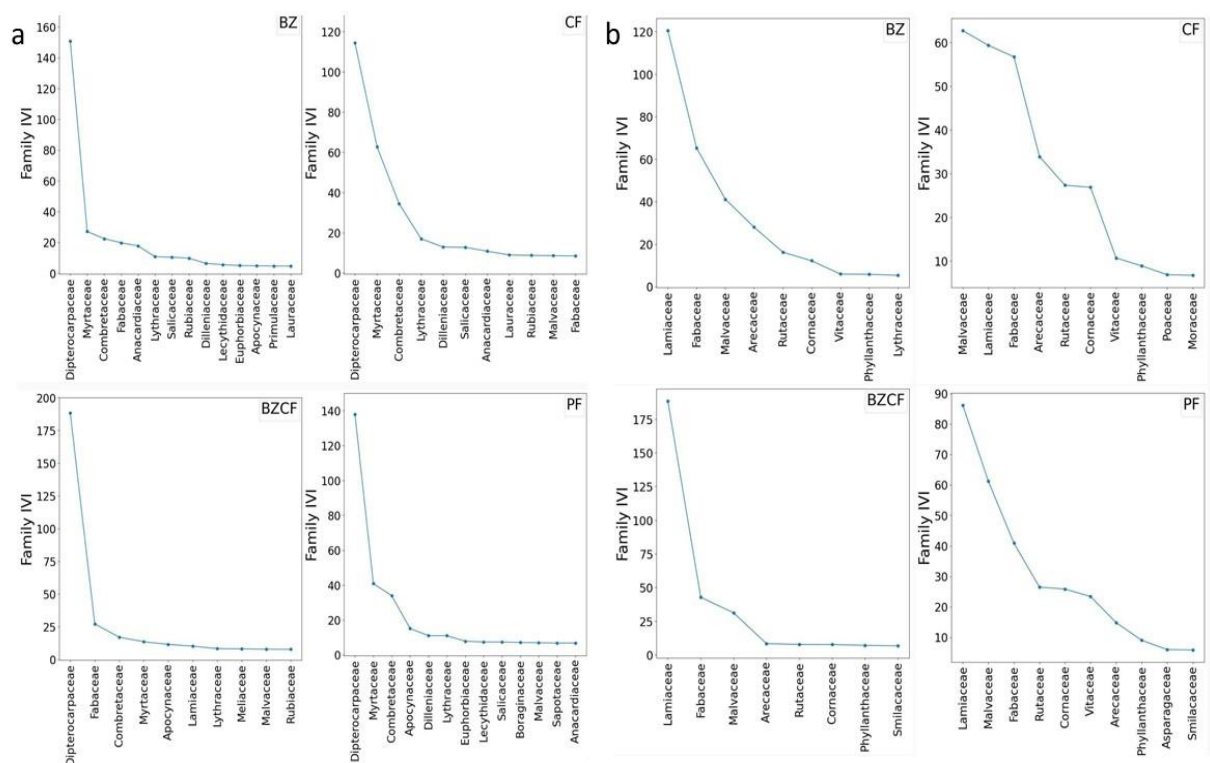 a
BZ
Family IVI
160
140
120
100
80
60
40
20
0
Dipterocarpaceae
Myrtaceae
Combretaceae
Fabaceae
Anacardiaceae
Lythraceae
Salicaceae
Rubiaceae
Dilleniaceae
Lecythidaceae
Euphorbiaceae
Apocynaceae
Primulaceae
Lauraceae
CF
Family IVI
120
100
80
60
40
20
0
Dipterocarpaceae
Myrtaceae
Combretaceae
Lythraceae
Dilleniaceae
Salicaceae
Anacardiaceae
Lauraceae
Rubiaceae
Malvaceae
Fabaceae
b
BZ
Family IVI
120
100
80
60
40
20
0
Lamiaceae
Fabaceae
Malvaceae
Arecaceae
Rutaceae
Cornaceae
Vitaceae
Phyllanthaceae
Lythraceae
CF
Family IVI
60
50
40
30
20
10
Malvaceae
Lamiaceae
Fabaceae
Arecaceae
Rutaceae
Cornaceae
Vitaceae
Phyllanthaceae
Poaceae
Moraceae
BZCF
Family IVI
200
175
150
125
100
75
50
25
0
Dipterocarpaceae
Fabaceae
Combretaceae
Myrtaceae
Apocynaceae
Lamiaceae
Lythraceae
Meliaceae
Malvaceae
Rubiaceae
PF
Family IVI
140
120
100
80
60
40
20
0
Dipterocarpaceae
Myrtaceae
Combretaceae
Apocynaceae
Dilleniaceae
Lythraceae
Euphorbiaceae
Lecythidaceae
Salicaceae
Boraginaceae
Malvaceae
Sapotaceae
Anacardiaceae
BZCF
Family IVI
175
150
125
100
75
50
25
0
Lamiaceae
Fabaceae
Malvaceae
Arecaceae
Rutaceae
Cornaceae
Phyllanthaceae
Smilacaceae
PF
Family IVI
90
80
70
60
50
40
30
20
10
Lamiaceae
Malvaceae
Fabaceae
Rutaceae
Cornaceae
Vitaceae
Arecaceae
Phyllanthaceae
Asparagaceae
Smilacaceae